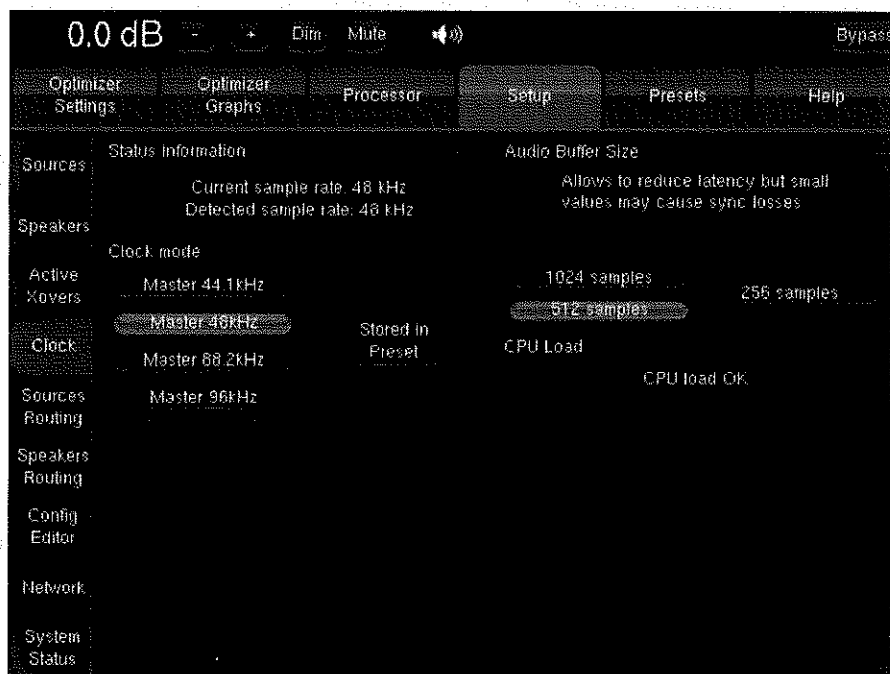 0.0 dB - + Dim Mute Bypass
Optimizer Settings Optimizer Graphs Processor Setup Presets Help
Sources
Speakers
Active
Xovers
Clock
Sources
Routing
Speakers
Routing
Config
Editor
Network
System
Status
Status information
Current sample rate: 48 kHz
Detected sample rate: 48 kHz
Clock mode
Master 44.1kHz
Master 48kHz
Master 88.2kHz
Master 96kHz
Stored in
Preset
Audio Buffer Size
Allows to reduce latency but small
values may cause sync losses
1024 samples
512 samples
256 samples
CPU Load
CPU load OK